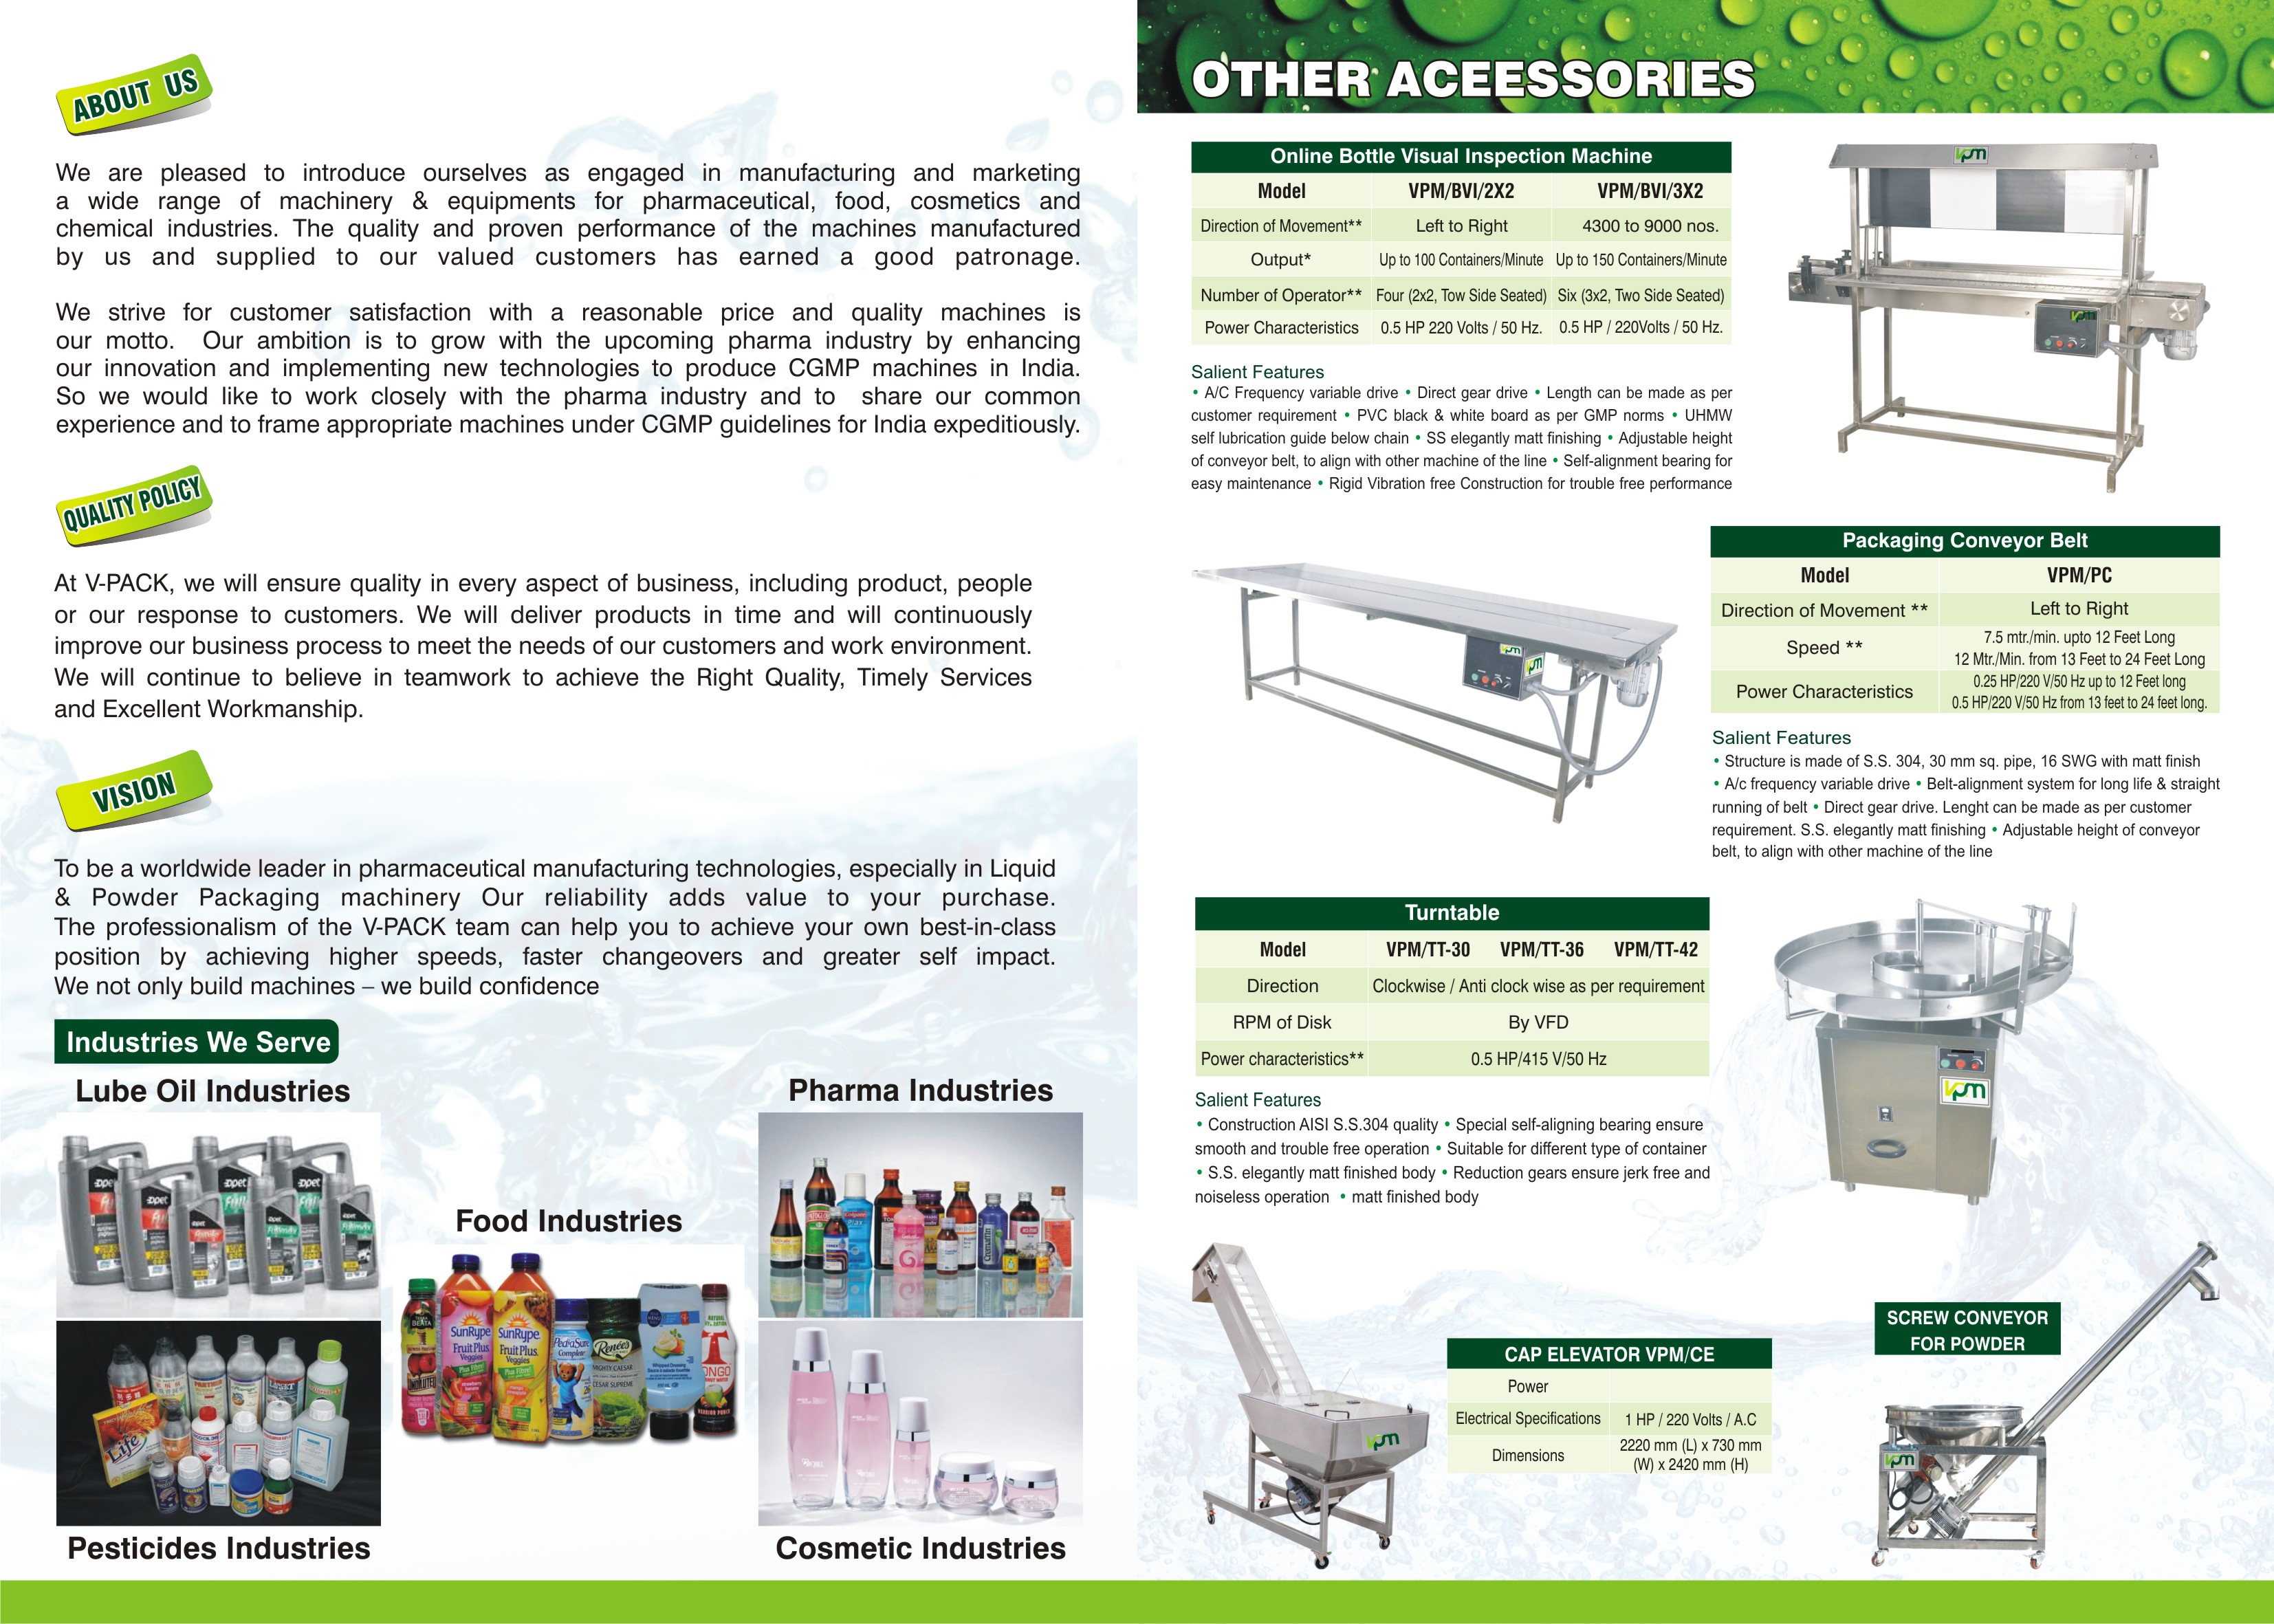 ABOUT US
We are pleased to introduce ourselves as engaged in manufacturing and marketing
a wide range of machinery & equipments for pharmaceutical, food, cosmetics and
chemical industries. The quality and proven performance of the machines manufactured
by us and supplied to our valued customers has earned a good patronage.
We strive for customer satisfaction with a reasonable price and quality machines is
our motto. Our ambition is to grow with the upcoming pharma industry by enhancing
our innovation and implementing new technologies to produce CGMP machines in India.
So we would like to work closely with the pharma industry and to share our common
experience and to frame appropriate machines under CGMP guidelines for India expeditiously.
QUALITY POLICY
At V-PACK, we will ensure quality in every aspect of business, including product, people
or our response to customers. We will deliver products in time and will continuously
improve our business process to meet the needs of our customers and work environment.
We will continue to believe in teamwork to achieve the Right Quality, Timely Services
and Excellent Workmanship.
VISION
To be a worldwide leader in pharmaceutical manufacturing technologies, especially in Liquid
& Powder Packaging machinery Our reliability adds value to your purchase.
The professionalism of the V-PACK team can help you to achieve your own best-in-class
position by achieving higher speeds, faster changeovers and greater self impact.
We not only build machines – we build confidence
Industries We Serve
Lube Oil Industries
Pharma Industries
Food Industries
SunRype
Fruit Plus
Veggies
SunRype
Fruit Plus
Veggies
PediaSure
Complete
Renée's
MIGHTY CAESAR
CAESAR SUPREME
Life
Pesticides Industries
Cosmetic Industries
OTHER ACEESSORIES
Online Bottle Visual Inspection Machine
Model VPM/BVI/2X2 VPM/BVI/3X2
Direction of Movement** Left to Right 4300 to 9000 nos.
Output* Up to 100 Containers/Minute Up to 150 Containers/Minute
Number of Operator** Four (2x2, Tow Side Seated) Six (3x2, Two Side Seated)
Power Characteristics 0.5 HP 220 Volts / 50 Hz. 0.5 HP / 220Volts / 50 Hz.
Salient Features
• A/C Frequency variable drive • Direct gear drive • Length can be made as per
customer requirement • PVC black & white board as per GMP norms • UHMW
self lubrication guide below chain • SS elegantly matt finishing • Adjustable height
of conveyor belt, to align with other machine of the line • Self-alignment bearing for
easy maintenance • Rigid Vibration free Construction for trouble free performance
vpm
vpm
Packaging Conveyor Belt
Model VPM/PC
Direction of Movement ** Left to Right
Speed ** 7.5 mtr./min. upto 12 Feet Long
12 Mtr./Min. from 13 Feet to 24 Feet Long
Power Characteristics 0.25 HP/220 V/50 Hz up to 12 Feet long
0.5 HP/220 V/50 Hz from 13 feet to 24 feet long.
Salient Features
• Structure is made of S.S. 304, 30 mm sq. pipe, 16 SWG with matt finish
• A/c frequency variable drive • Belt-alignment system for long life & straight
running of belt • Direct gear drive. Lenght can be made as per customer
requirement. S.S. elegantly matt finishing • Adjustable height of conveyor
belt, to align with other machine of the line
vpm
vpm
Turntable
Model VPM/TT-30 VPM/TT-36 VPM/TT-42
Direction Clockwise / Anti clock wise as per requirement
RPM of Disk By VFD
Power characteristics** 0.5 HP/415 V/50 Hz
Salient Features
• Construction AISI S.S.304 quality • Special self-aligning bearing ensure
smooth and trouble free operation • Suitable for different type of container
• S.S. elegantly matt finished body • Reduction gears ensure jerk free and
noiseless operation • matt finished body
vpm
CAP ELEVATOR VPM/CE
Power
Electrical Specifications 1 HP / 220 Volts / A.C
Dimensions 2220 mm (L) x 730 mm
(W) x 2420 mm (H)
vpm
SCREW CONVEYOR
FOR POWDER
vpm